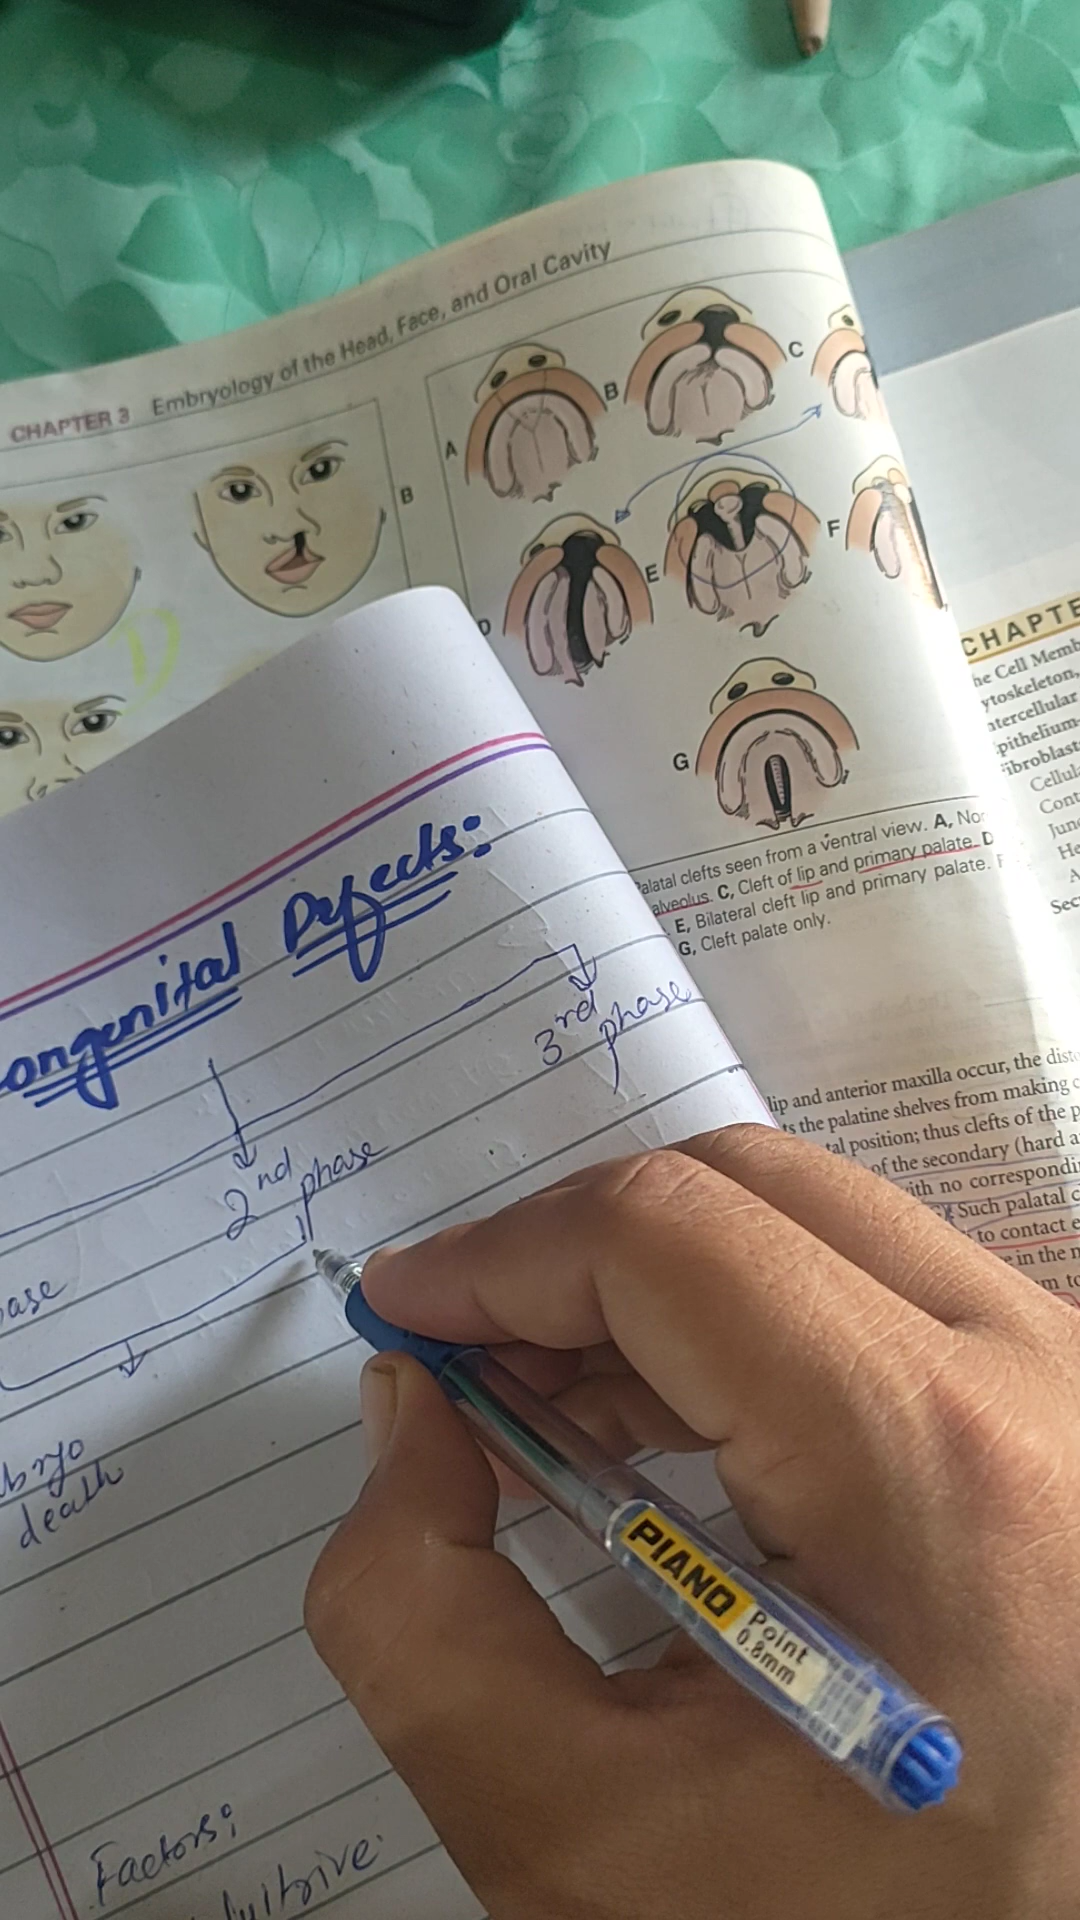 CHAPTER 3 Embryology of the Head, Face, and Oral Cavity
A
B
C
B
D
E
F
G
Palatal clefts seen from a ventral view. A, Nor
alveolus. C, Cleft of lip and primary palate. D
E, Bilateral cleft lip and primary palate. F
G, Cleft palate only.
CHAPTE
he Cell Memb
ytoskeleton,
ntercellular
pithelium-
ibroblast
Cellul
Cont
Junc
He
A
Sec
lip and anterior maxilla occur, the dist
ts the palatine shelves from making c
tal position; thus clefts of the p
of the secondary (hard a
ith no correspondi
Such palatal c
to contact e
e in the m
m to
ongenital Defects:
3rd phase
2nd phase
ase
bryo
death
Factors:
PIANO
Point
0.8mm